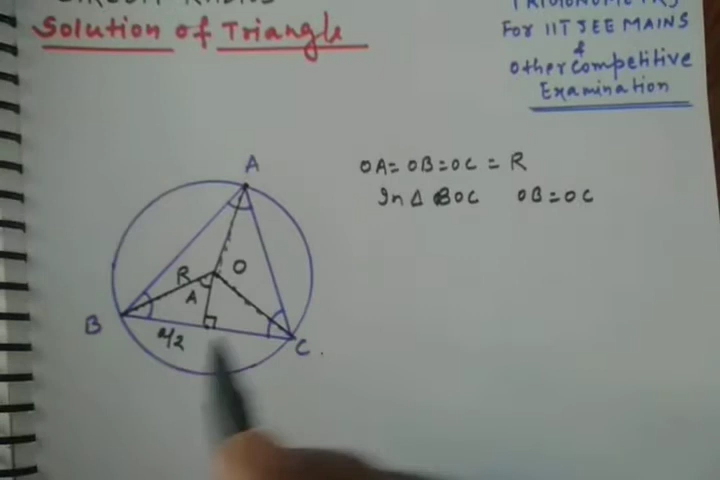 Solution of Triangle
For IIT JEE MAINS
&
Other competitive
Examination
A
OA = OB = OC = R
In Δ BOC OB = OC
R
O
A
B
a/2
C.